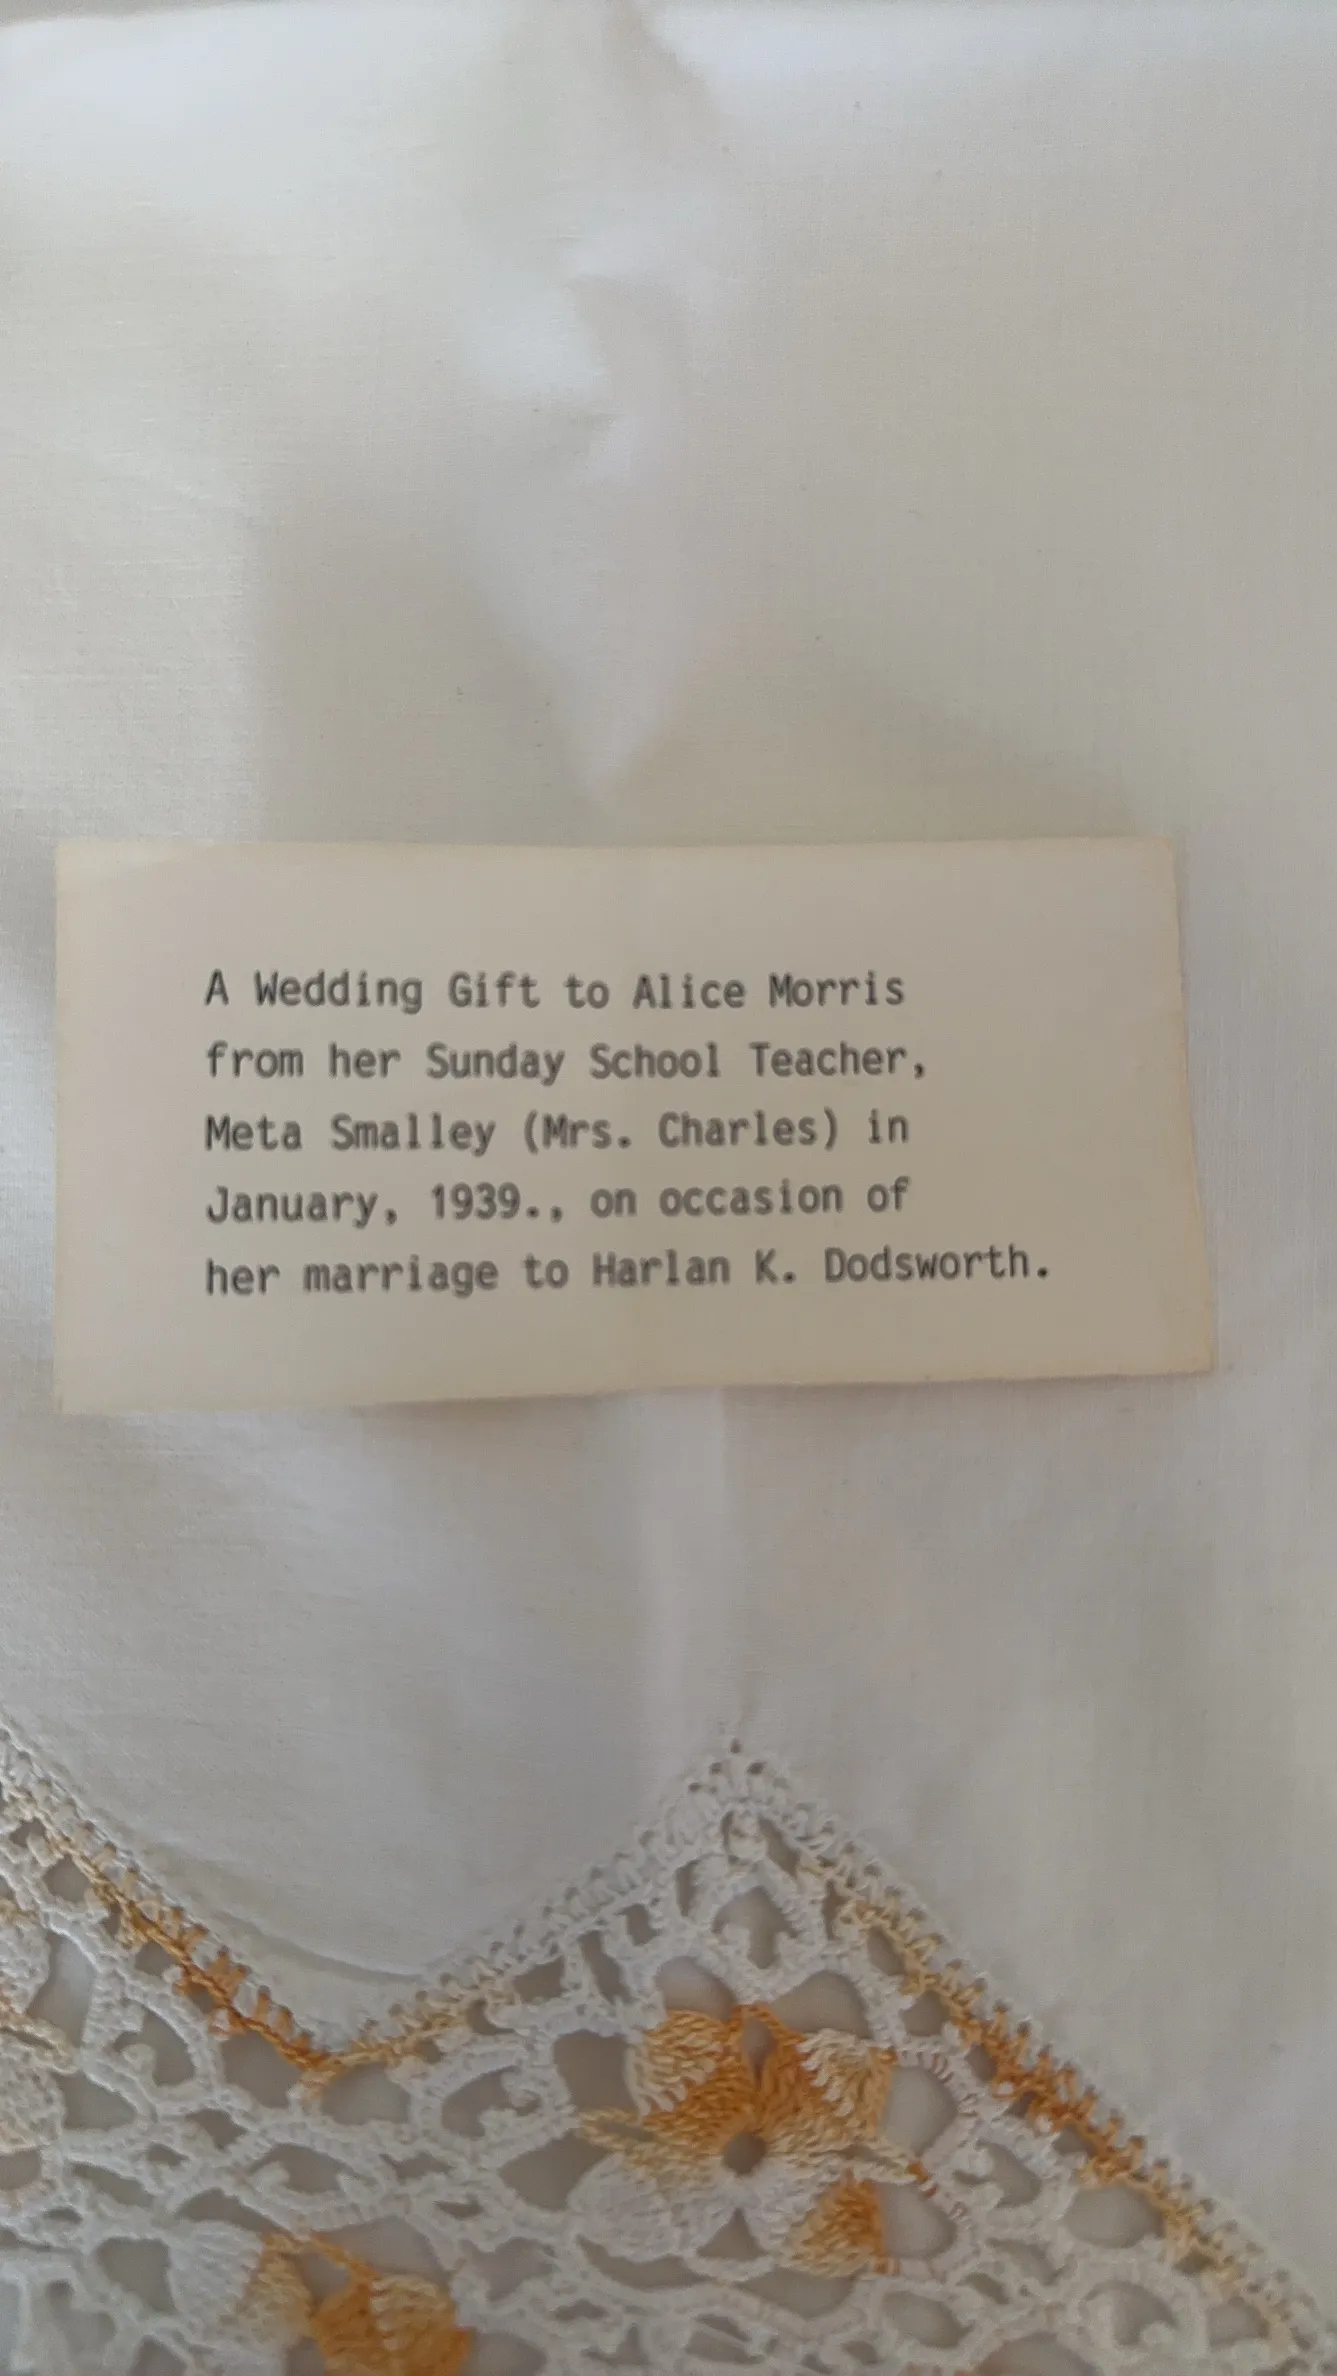 A Wedding Gift to Alice Morris
from her Sunday School Teacher,
Meta Smalley (Mrs. Charles) in
January, 1939., on occasion of
her marriage to Harlan K. Dodsworth.